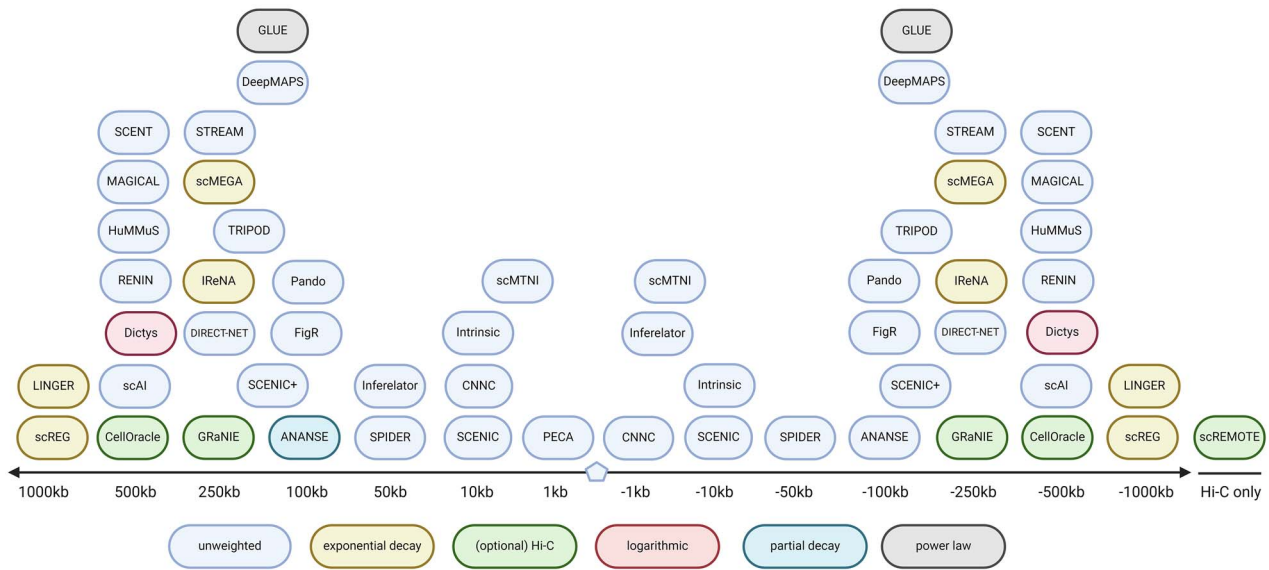 GLUE GLUE
DeepMAPS DeepMAPS
SCENT STREAM STREAM SCENT
MAGICAL scMEGA scMEGA MAGICAL
HuMMuS TRIPOD TRIPOD HuMMuS
RENIN IReNA Pando scMTNI scMTNI Pando IReNA RENIN
Dictys DIRECT-NET FigR Intrinsic Inferelator FigR DIRECT-NET Dictys
LINGER scAI SCENIC+ Inferelator CNNC Intrinsic SCENIC+ scAI LINGER
scREG CellOracle GRaNIE ANANSE SPIDER SCENIC PECA CNNC SCENIC SPIDER ANANSE GRaNIE CellOracle scREG scREMOTE
1000kb 500kb 250kb 100kb 50kb 10kb 1kb -1kb -10kb -50kb -100kb -250kb -500kb -1000kb Hi-C only
unweighted exponential decay (optional) Hi-C logarithmic partial decay power law